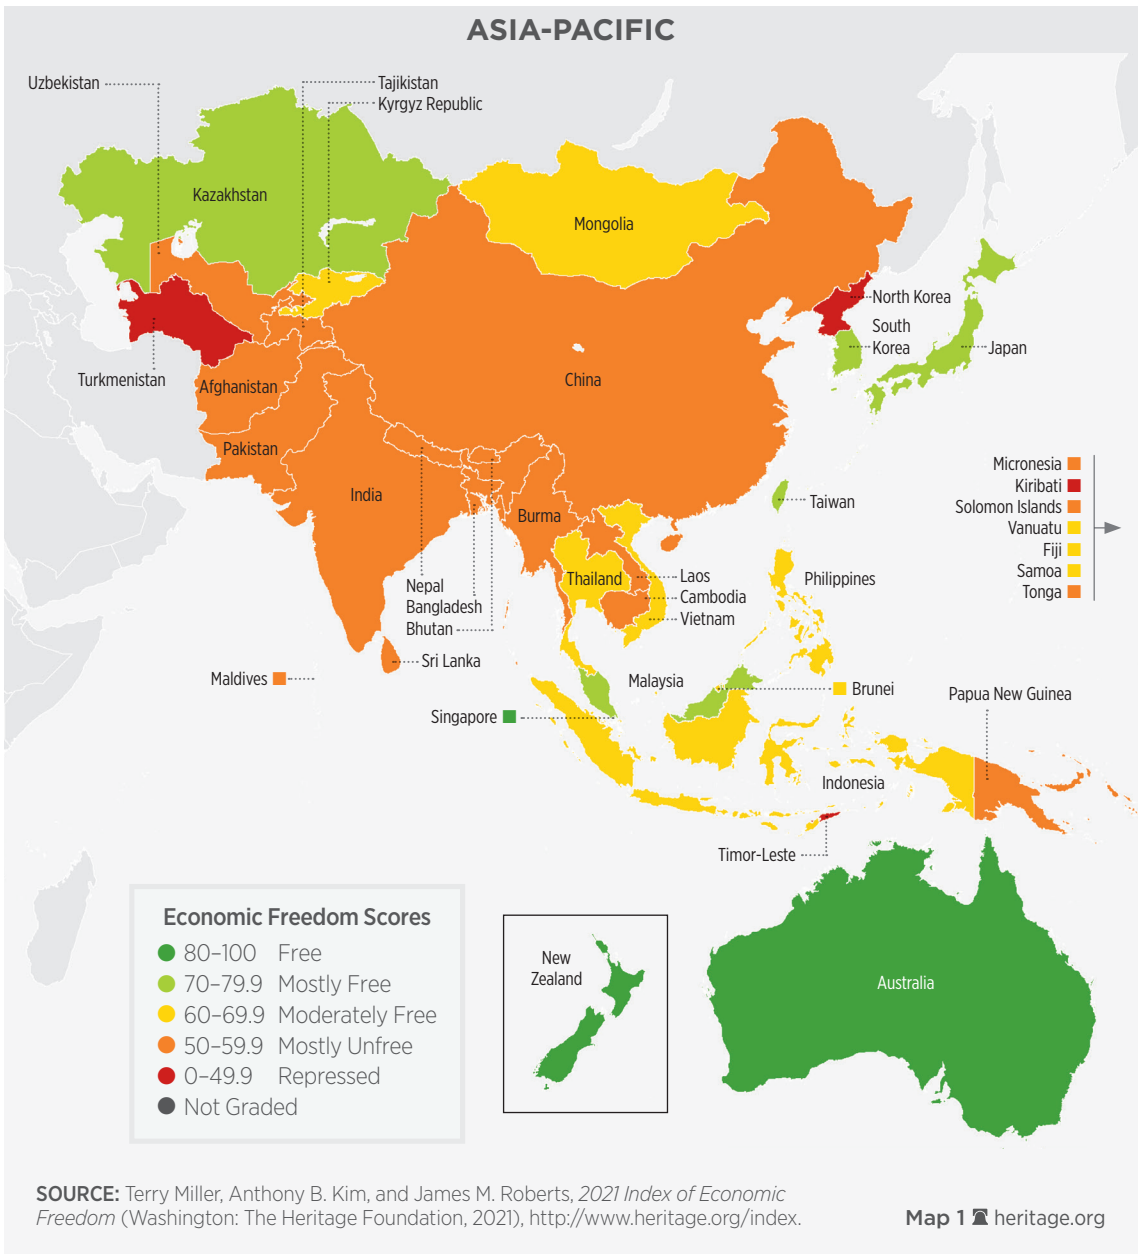 ASIA-PACIFIC
Uzbekistan
Tajikistan
Kyrgyz Republic
Kazakhstan
Mongolia
North Korea
South
Korea
Japan
Turkmenistan
Afghanistan
China
Pakistan
India
Burma
Taiwan
Micronesia
Kiribati
Solomon Islands
Vanuatu
Fiji
Samoa
Tonga
Nepal
Bangladesh
Bhutan
Thailand
Laos
Cambodia
Vietnam
Philippines
Sri Lanka
Maldives
Malaysia
Brunei
Singapore
Papua New Guinea
Indonesia
Timor-Leste
Economic Freedom Scores
80–100 Free
70–79.9 Mostly Free
60–69.9 Moderately Free
50–59.9 Mostly Unfree
0–49.9 Repressed
Not Graded
New
Zealand
Australia
SOURCE: Terry Miller, Anthony B. Kim, and James M. Roberts, 2021 Index of Economic
Freedom (Washington: The Heritage Foundation, 2021), http://www.heritage.org/index.
Map 1 heritage.org